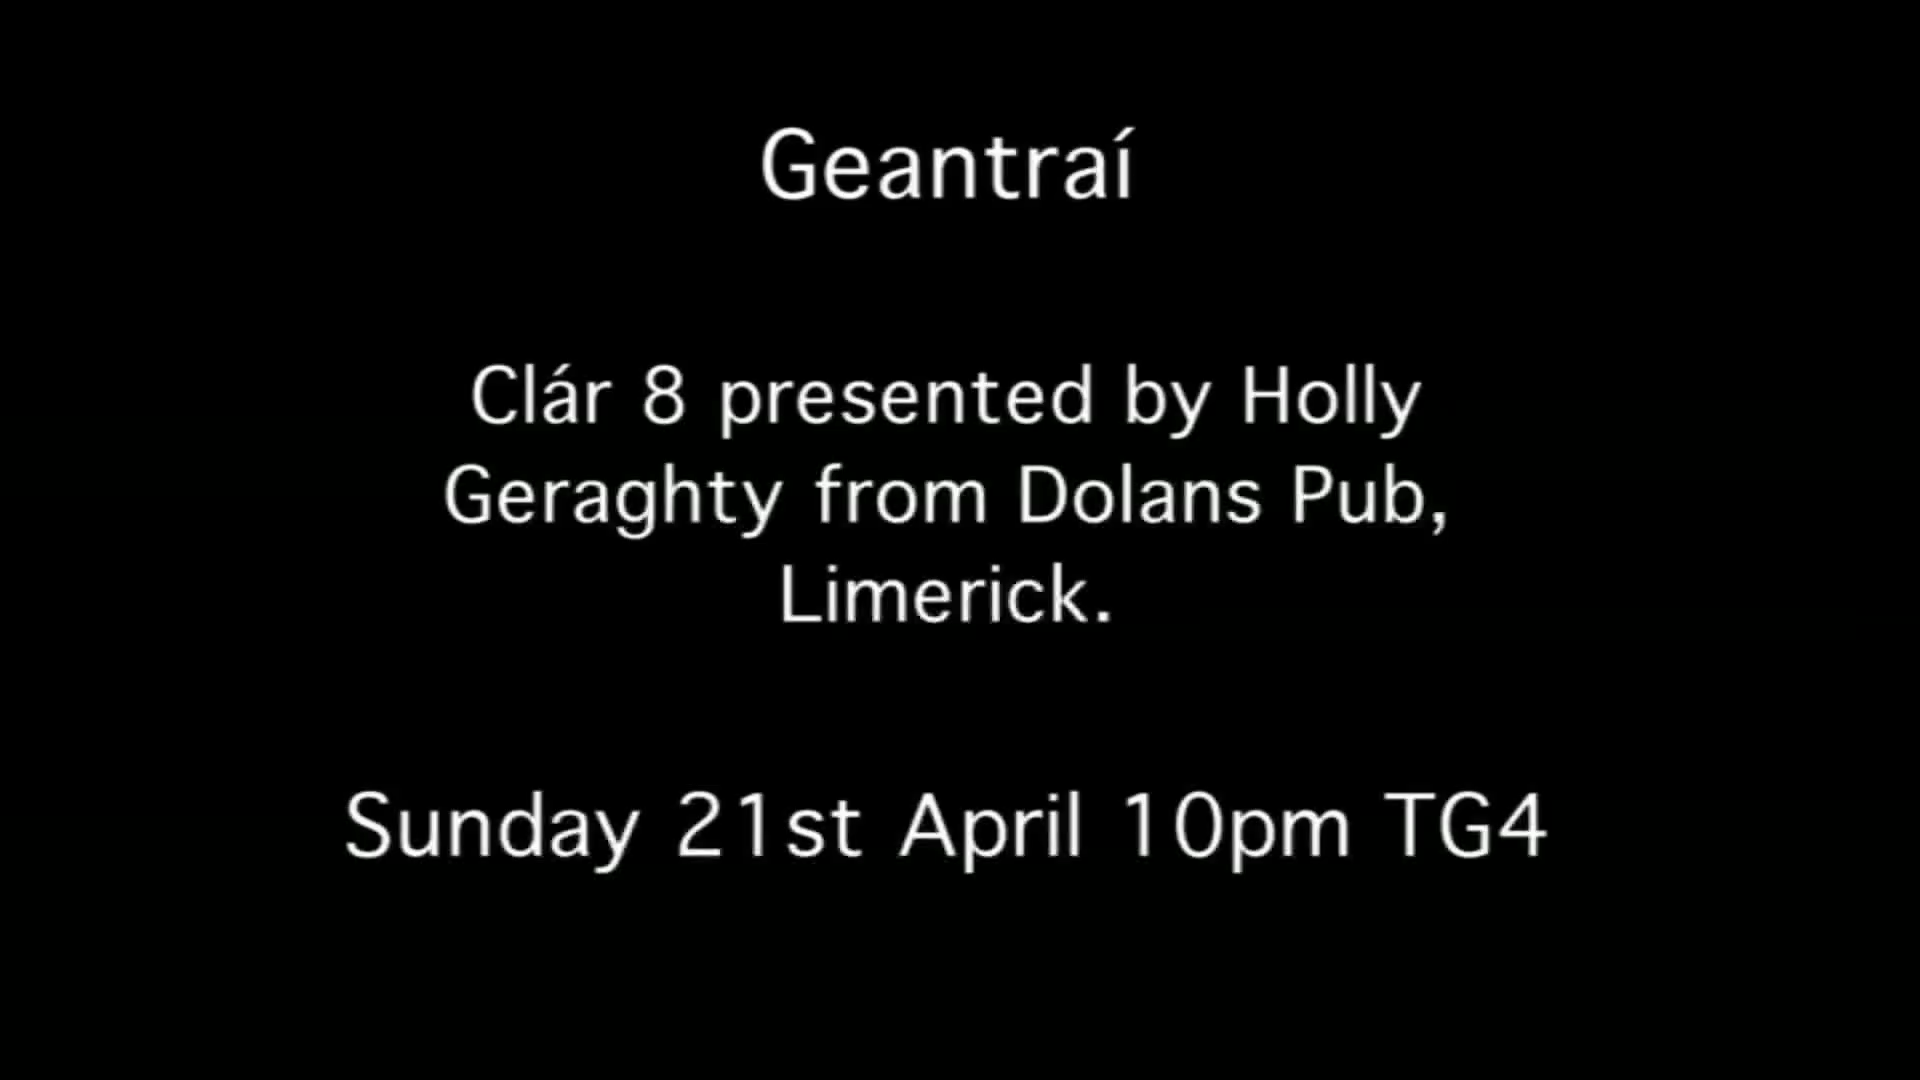 Geantraí
Clár 8 presented by Holly
Geraghty from Dolans Pub,
Limerick.
Sunday 21st April 10pm TG4